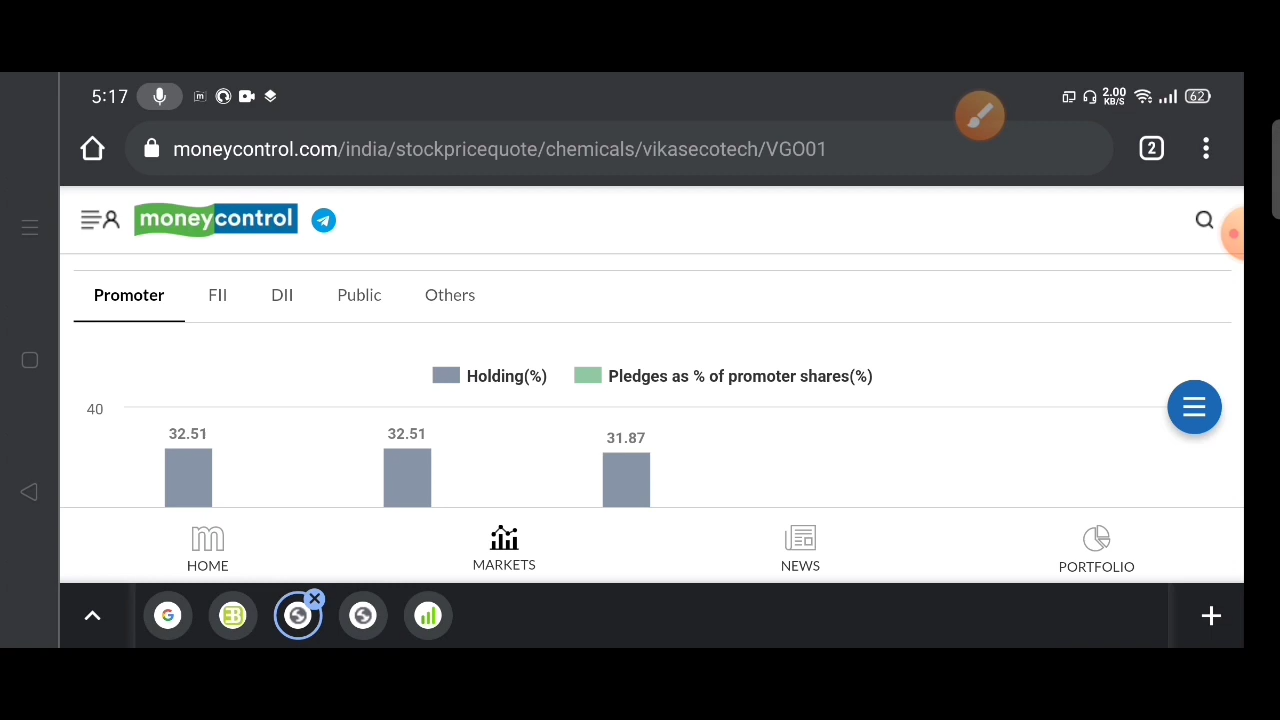 5:17 m 2.00 KB/S 62
moneycontrol.com/india/stockpricequote/chemicals/vikasecotech/VGO01 2
moneycontrol
Promoter FII DII Public Others
Holding(%) Pledges as % of promoter shares(%)
40
32.51 32.51 31.87
m
HOME MARKETS NEWS PORTFOLIO
G B